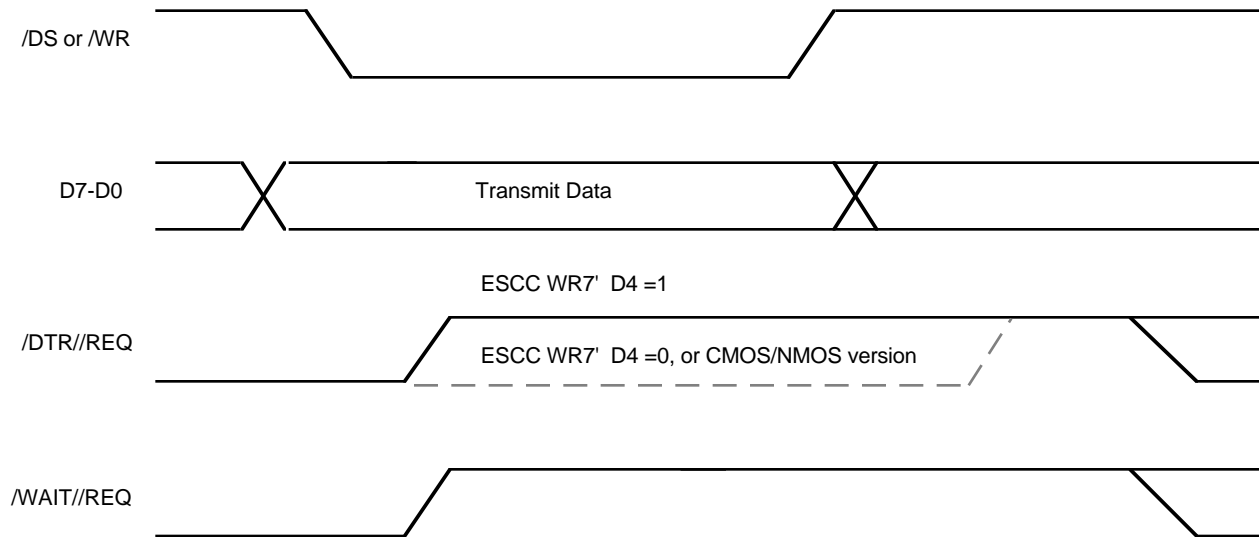 /DS or /WR
D7-D0
Transmit Data
ESCC WR7' D4 =1
/DTR//REQ
ESCC WR7' D4 =0, or CMOS/NMOS version
/WAIT//REQ